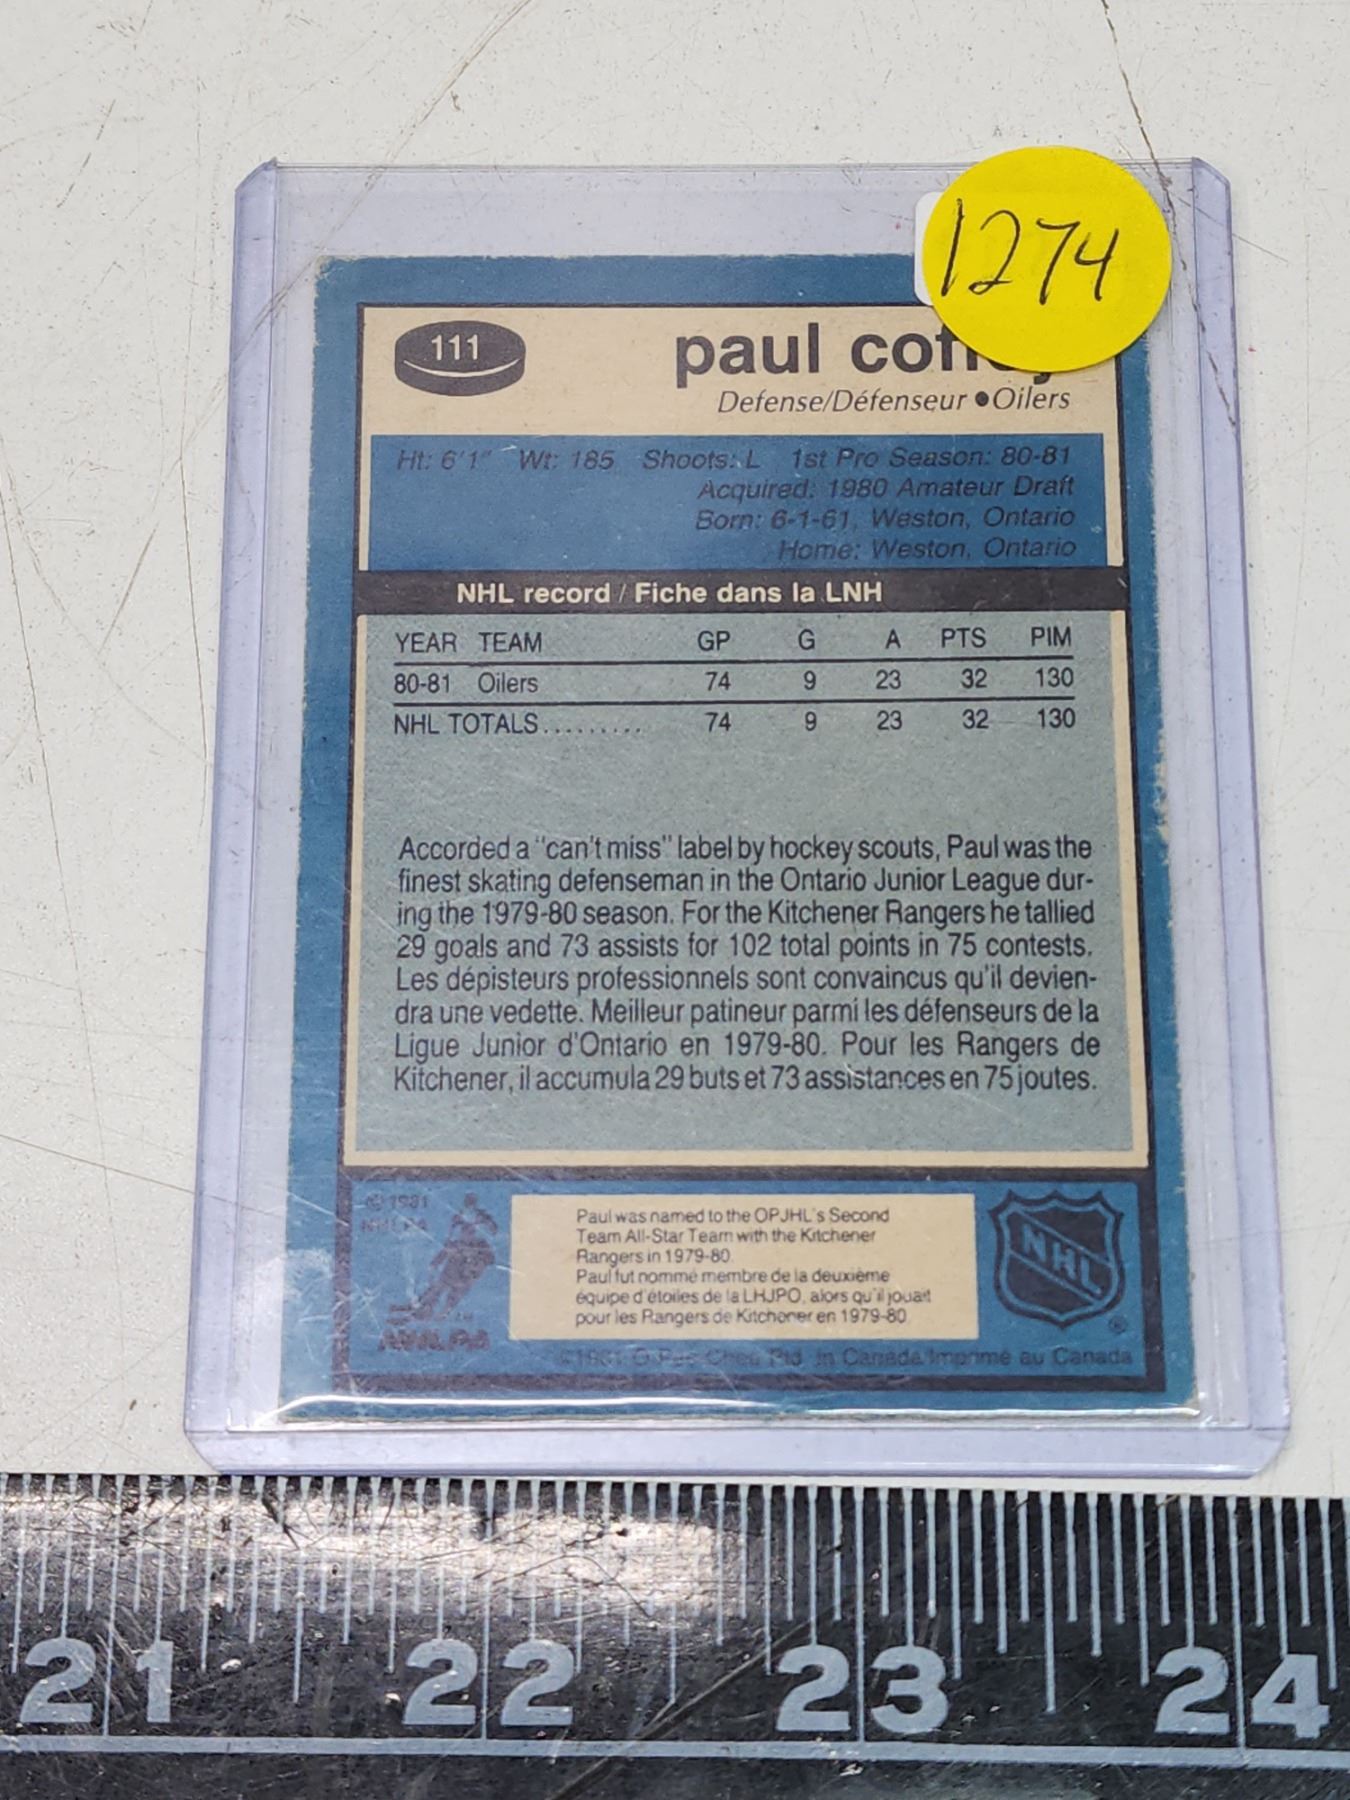 1274
111
paul
Defense/Défenseur ● Oilers
Ht: 6'1" Wt: 185 Shoots: L 1st Pro Season: 80-81
Acquired: 1980 Amateur Draft
Born: 6-1-61, Weston, Ontario
Home: Weston, Ontario
NHL record / Fiche dans la LNH
YEAR TEAM GP G A PTS PIM
80-81 Oilers 74 9 23 32 130
NHL TOTALS......... 74 9 23 32 130
Accorded a "can't miss" label by hockey scouts, Paul was the
finest skating defenseman in the Ontario Junior League dur-
ing the 1979-80 season. For the Kitchener Rangers he tallied
29 goals and 73 assists for 102 total points in 75 contests.
Les dépisteurs professionnels sont convaincus qu'il devien-
dra une vedette. Meilleur patineur parmi les défenseurs de la
Ligue Junior d'Ontario en 1979-80. Pour les Rangers de
Kitchener, il accumula 29 buts et 73 assistances en 75 joutes.
© 1981
NHLPA
NHLPA
Paul was named to the OPJHL's Second
Team All-Star Team with the Kitchener
Rangers in 1979-80.
Paul fut nommé membre de la deuxième
équipe d'étoiles de la LHJPO, alors qu'il jouait
pour les Rangers de Kitchener en 1979-80
NHL
®
©1981 O-Pee-Chee in Canada/Imprimé au Canada
21 22 23 24